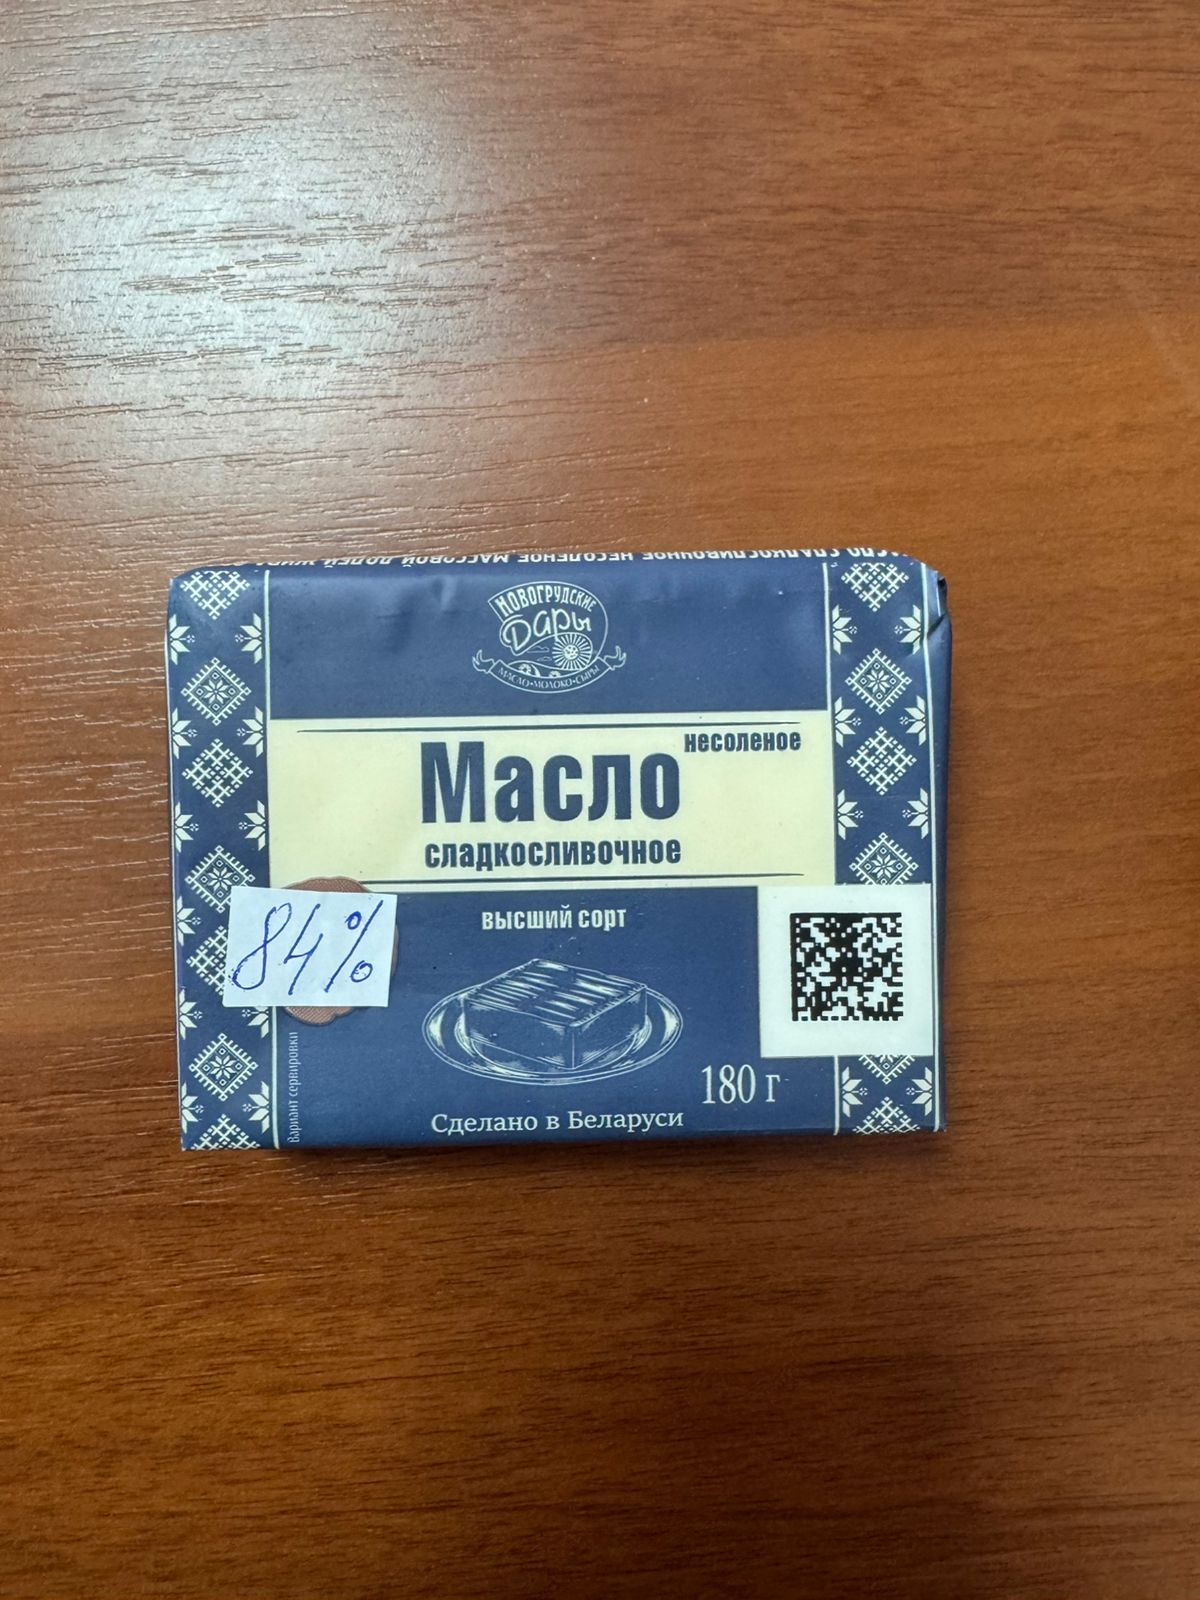 МАСЛО СЛАДКОСЛИВОЧНОЕ НЕСОЛЕНОЕ МАССОВОЙ ДОЛЕЙ ЖИРА
НОВОГРУДСКИЕ
Дары
МАСЛО•МОЛОКО•СЫРЫ
несоленое
Масло
сладкосливочное
высший сорт
84%
180 г
Вариант сервировки
Сделано в Беларуси